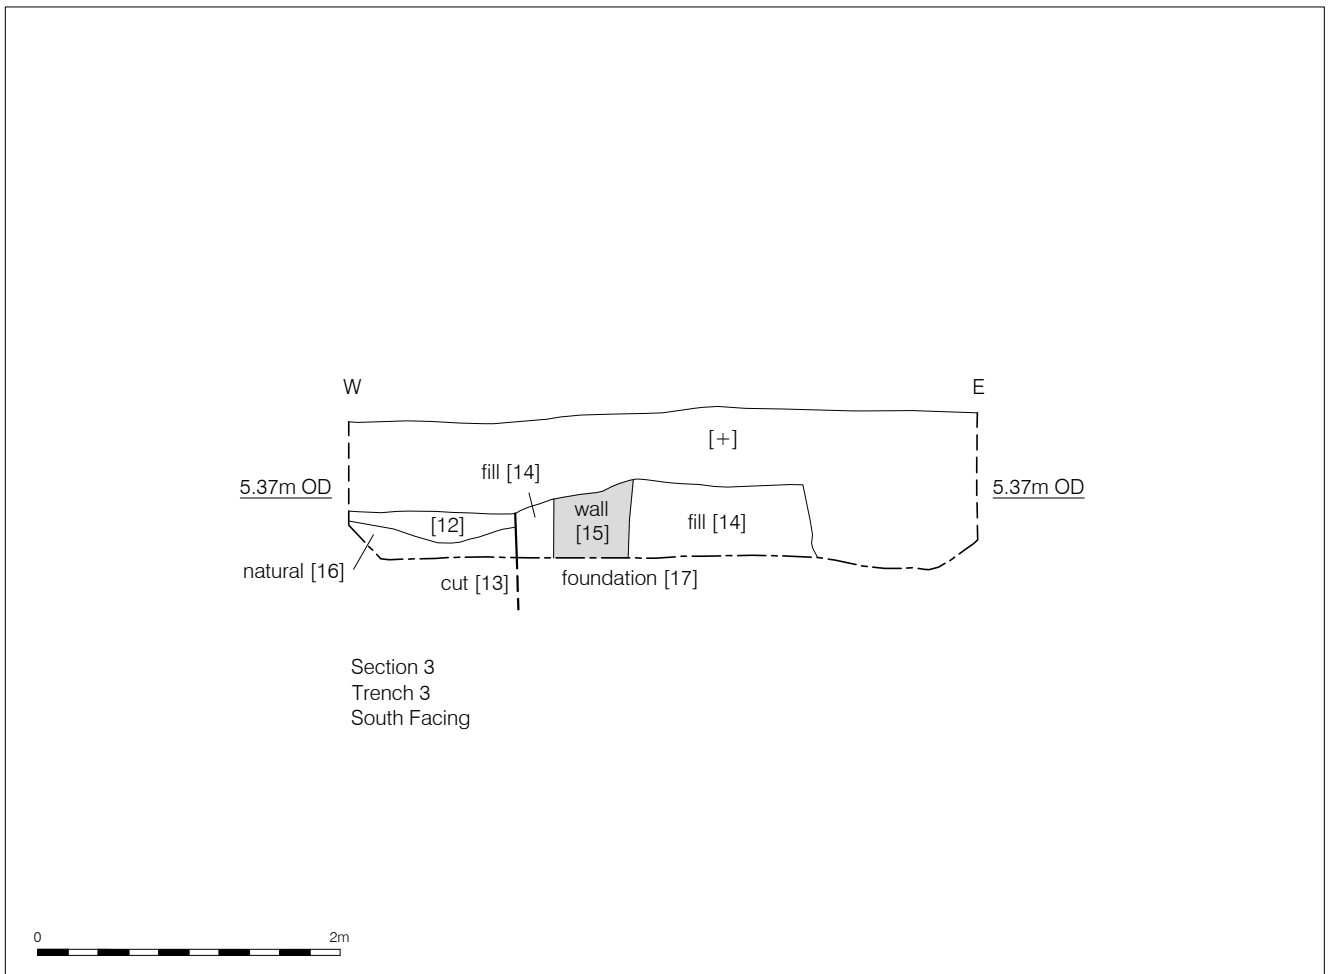 W
E
[+]
fill [14]
5.37m OD
5.37m OD
wall
[15]
[12]
fill [14]
natural [16]
cut [13]
foundation [17]
Section 3
Trench 3
South Facing
0
2m